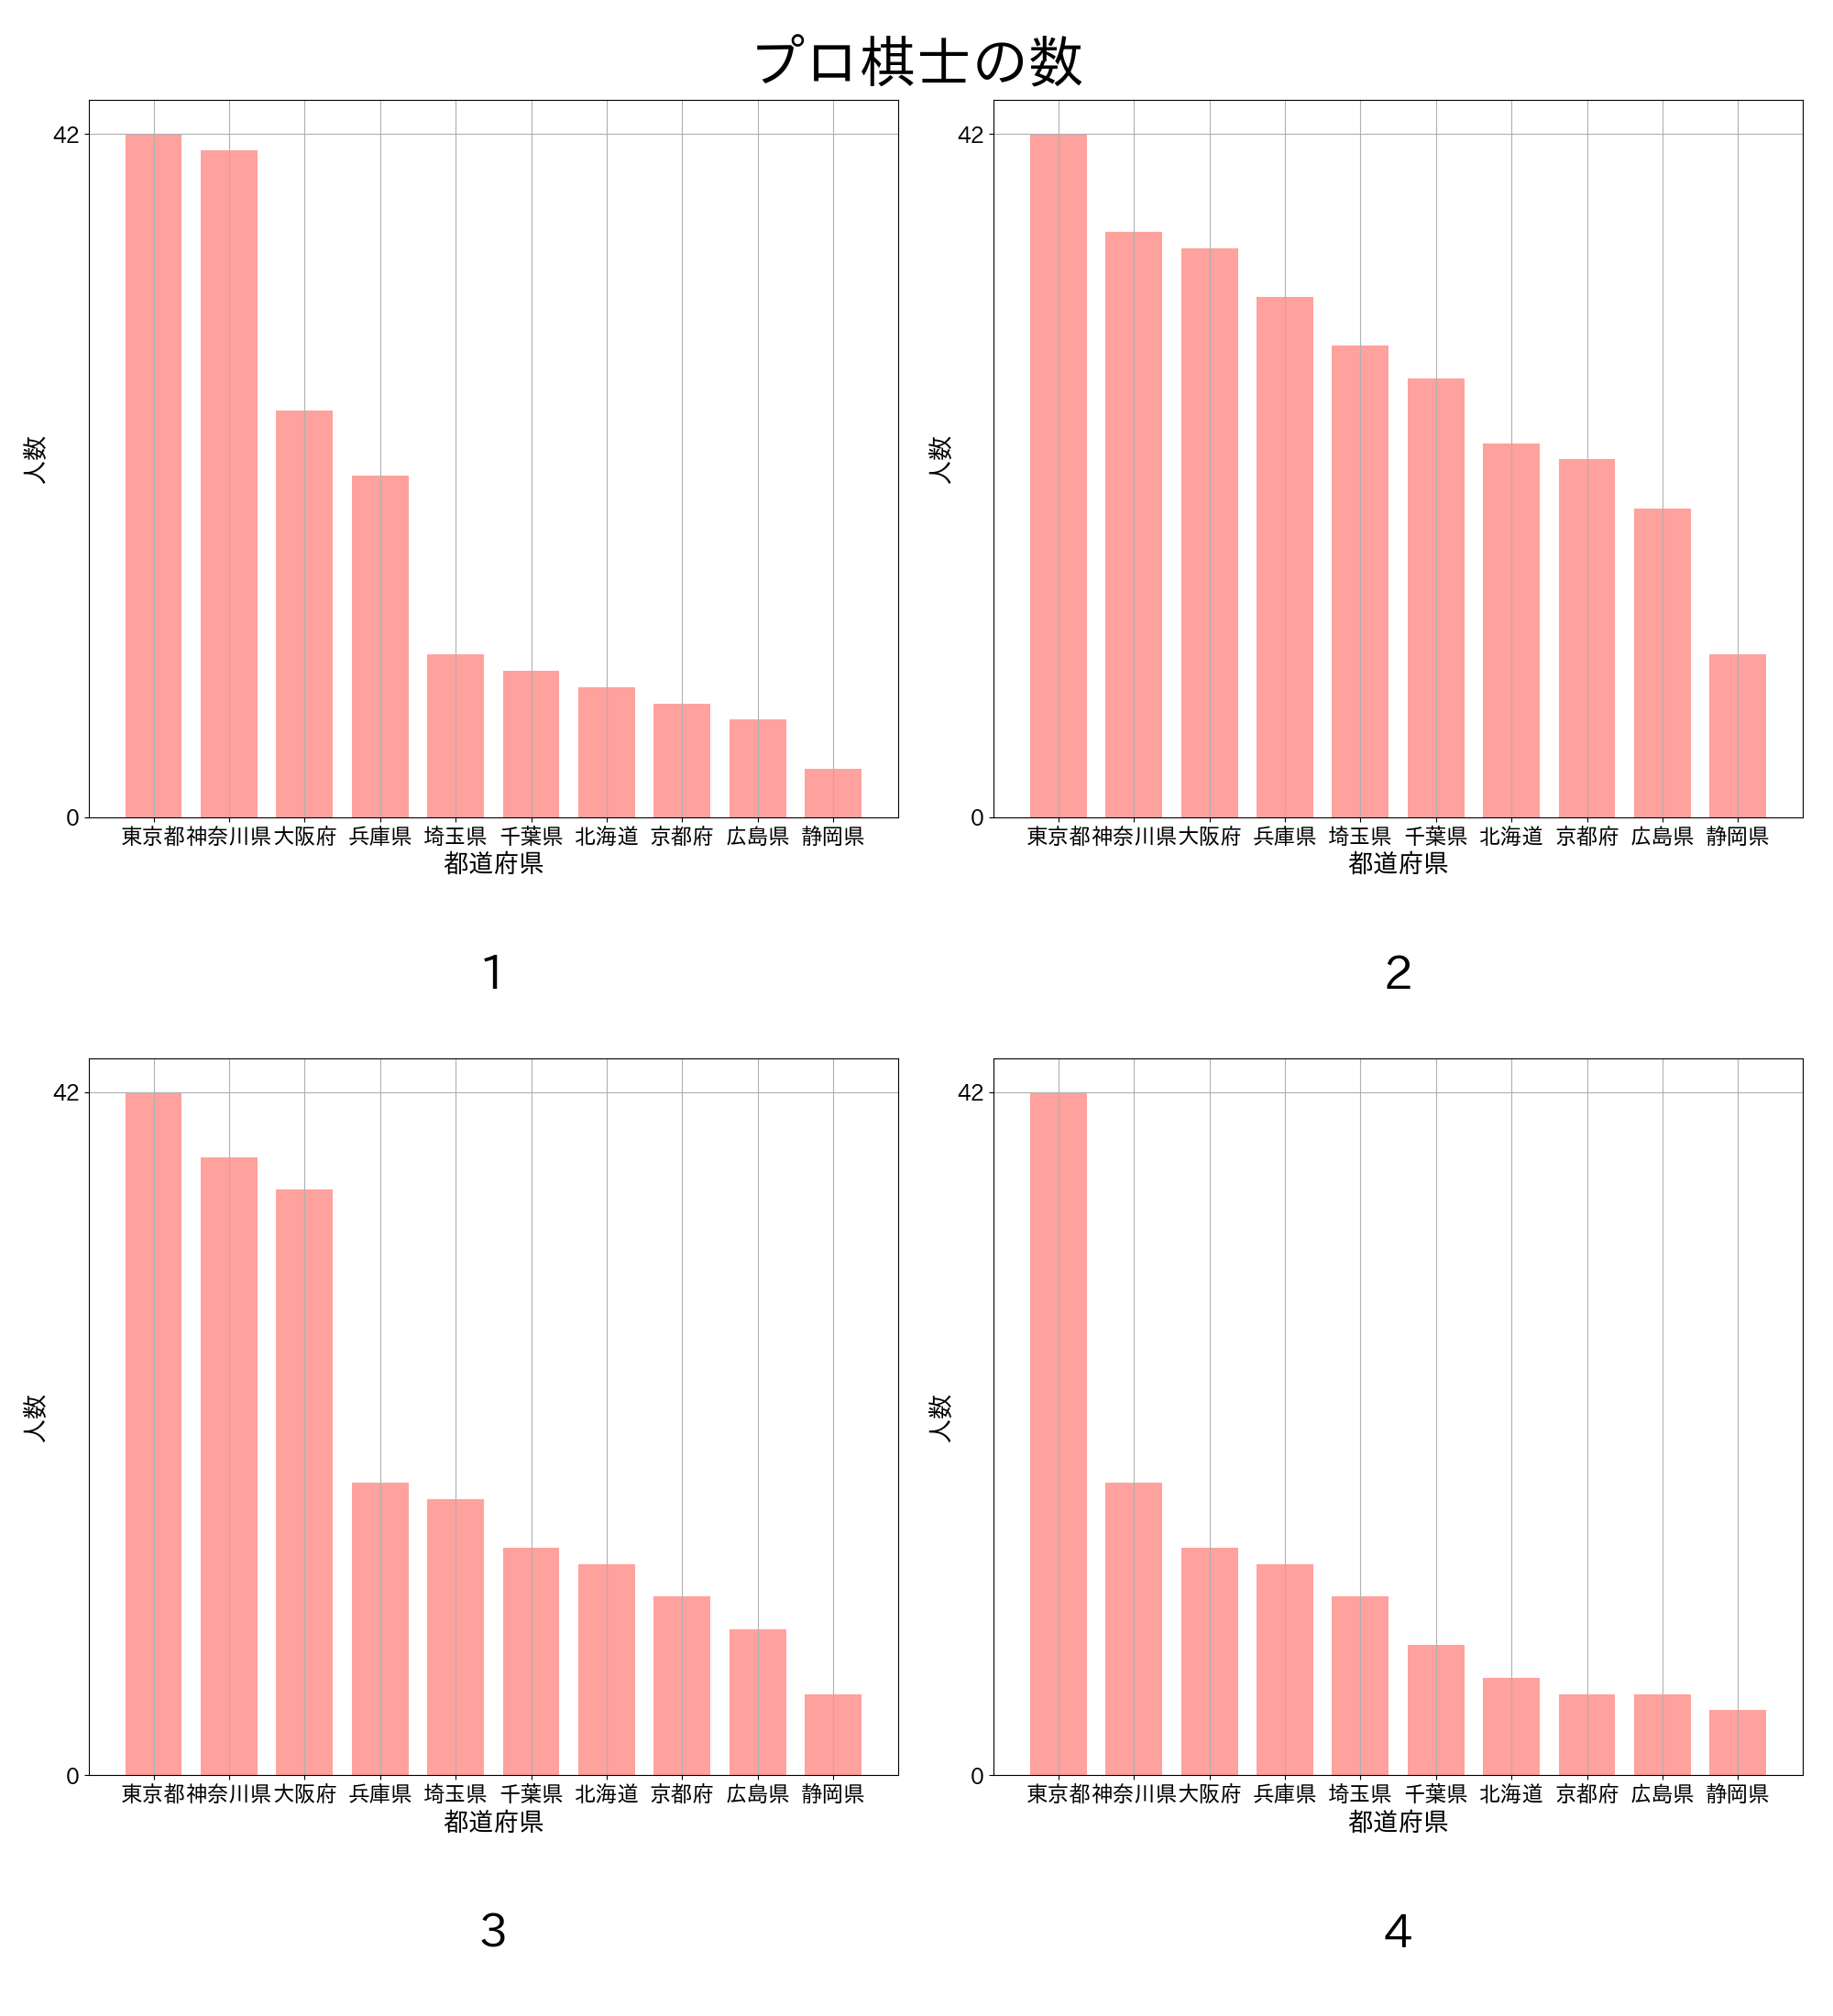 プロ棋士の数
42
0
人数
東京都 神奈川県 大阪府 兵庫県 埼玉県 千葉県 北海道 京都府 広島県 静岡県
都道府県
1
42
0
人数
東京都 神奈川県 大阪府 兵庫県 埼玉県 千葉県 北海道 京都府 広島県 静岡県
都道府県
2
42
0
人数
東京都 神奈川県 大阪府 兵庫県 埼玉県 千葉県 北海道 京都府 広島県 静岡県
都道府県
3
42
0
人数
東京都 神奈川県 大阪府 兵庫県 埼玉県 千葉県 北海道 京都府 広島県 静岡県
都道府県
4